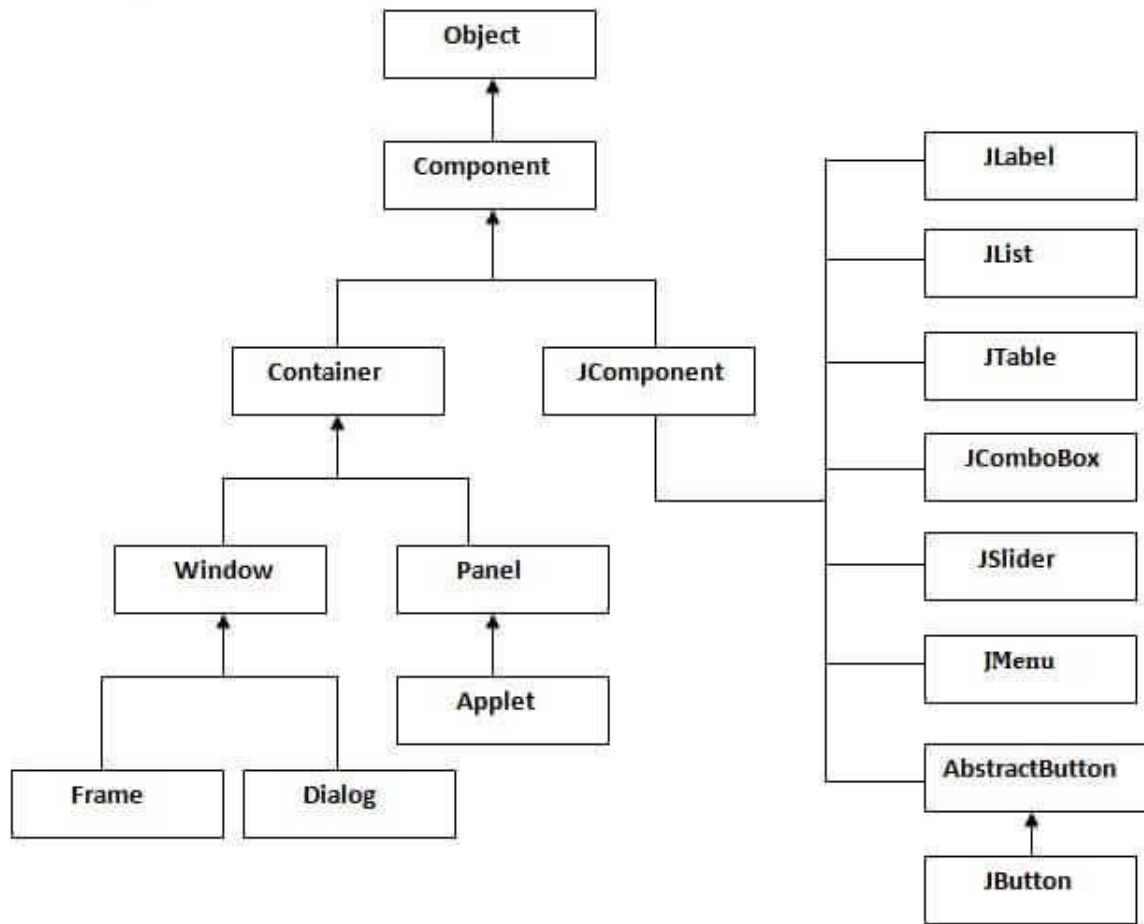 Object
Component
Container
JComponent
Window
Panel
Applet
Frame
Dialog
JLabel
JList
JTable
JComboBox
JSlider
JMenu
AbstractButton
JButton